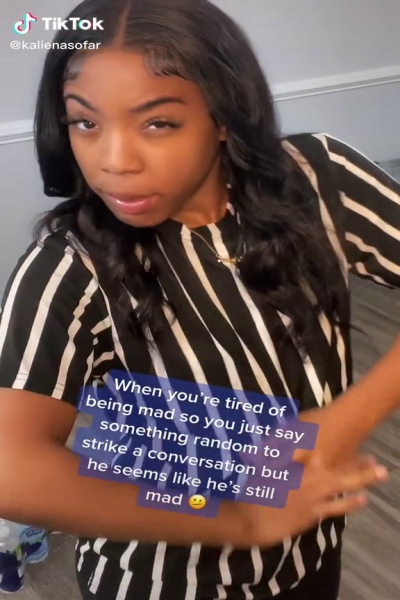 TikTok
@kalienasofar
When you're tired of
being mad so you just say
something random to
strike a conversation but
he seems like he's still
mad 🫤